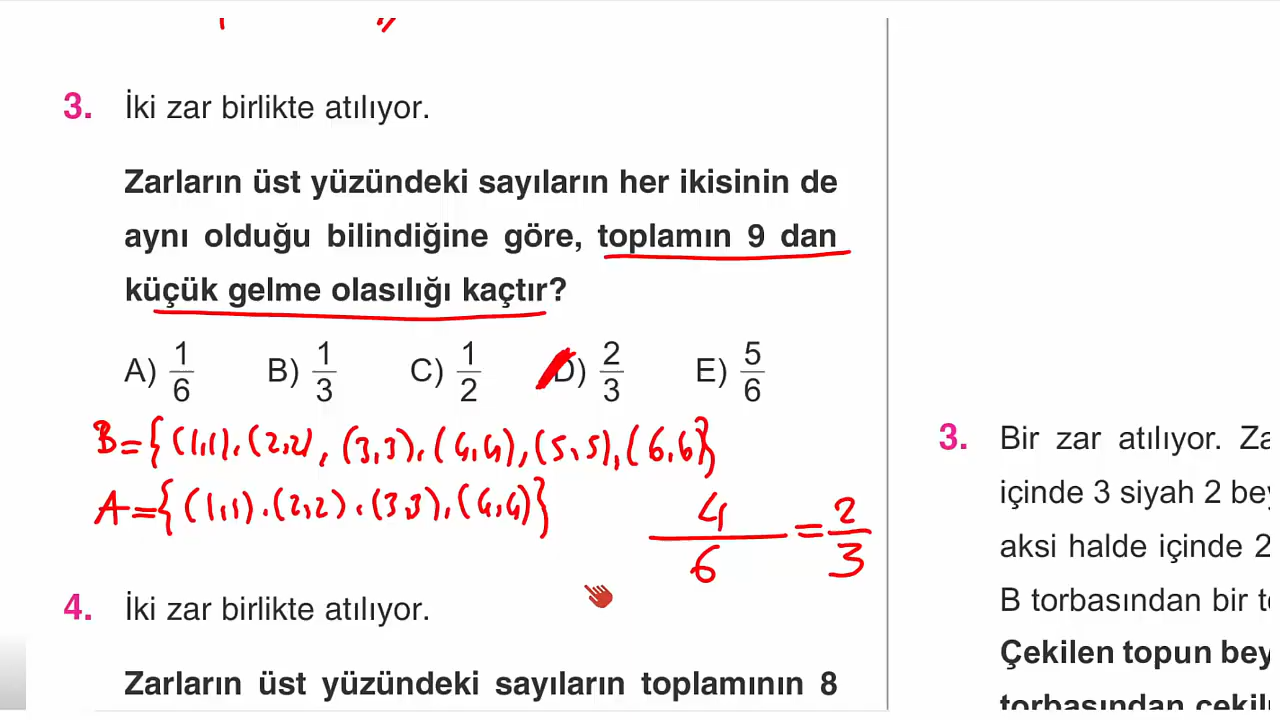 3. İki zar birlikte atılıyor.
Zarların üst yüzündeki sayıların her ikisinin de
aynı olduğu bilindiğine göre, toplamın 9 dan
küçük gelme olasılığı kaçtır?
A) 1/6 B) 1/3 C) 1/2 D) 2/3 E) 5/6
B={(1,1),(2,2),(3,3),(4,4),(5,5),(6,6)}
A={(1,1),(2,2),(3,3),(4,4)}
4/6 = 2/3
4. İki zar birlikte atılıyor.
Zarların üst yüzündeki sayıların toplamının 8
3. Bir zar atılıyor.
içinde 3 siyah 2
aksi halde içinde 2
B torbasından bir
Çekilen topun
torbasından